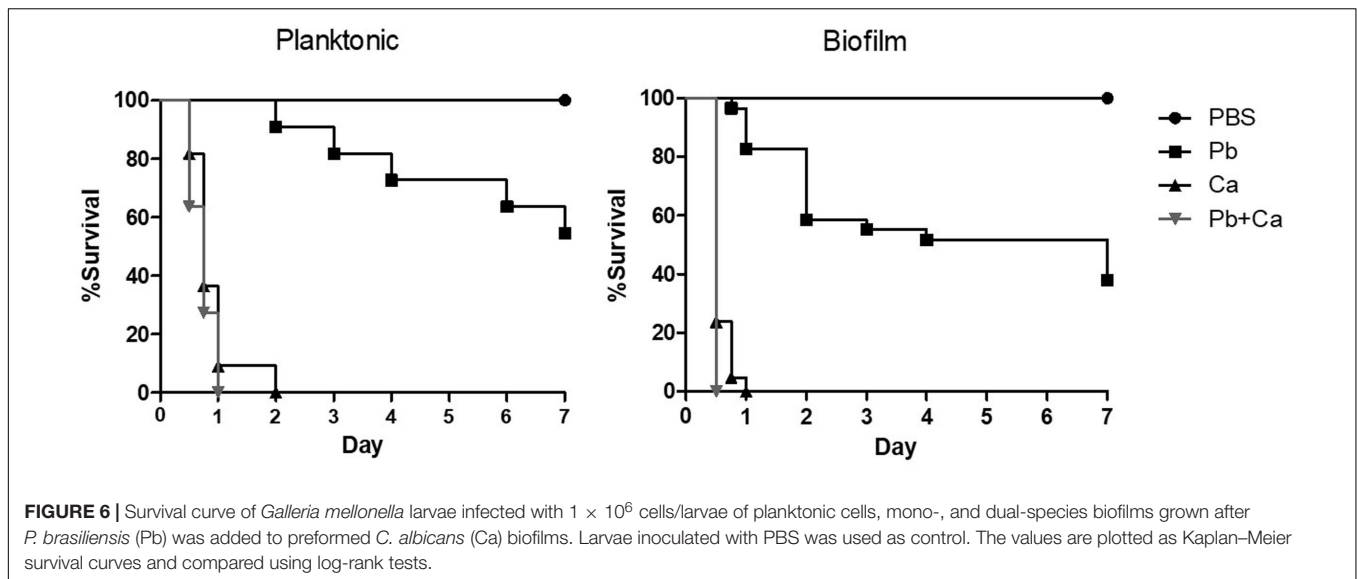 Planktonic
100
80
60
40
20
0
%Survival
0 1 2 3 4 5 6 7
Day
Biofilm
100
80
60
40
20
0
%Survival
0 1 2 3 4 5 6 7
Day
PBS
Pb
Ca
Pb+Ca
FIGURE 6 | Survival curve of Galleria mellonella larvae infected with 1 × 10⁶ cells/larvae of planktonic cells, mono-, and dual-species biofilms grown after
P. brasiliensis (Pb) was added to preformed C. albicans (Ca) biofilms. Larvae inoculated with PBS was used as control. The values are plotted as Kaplan–Meier
survival curves and compared using log-rank tests.